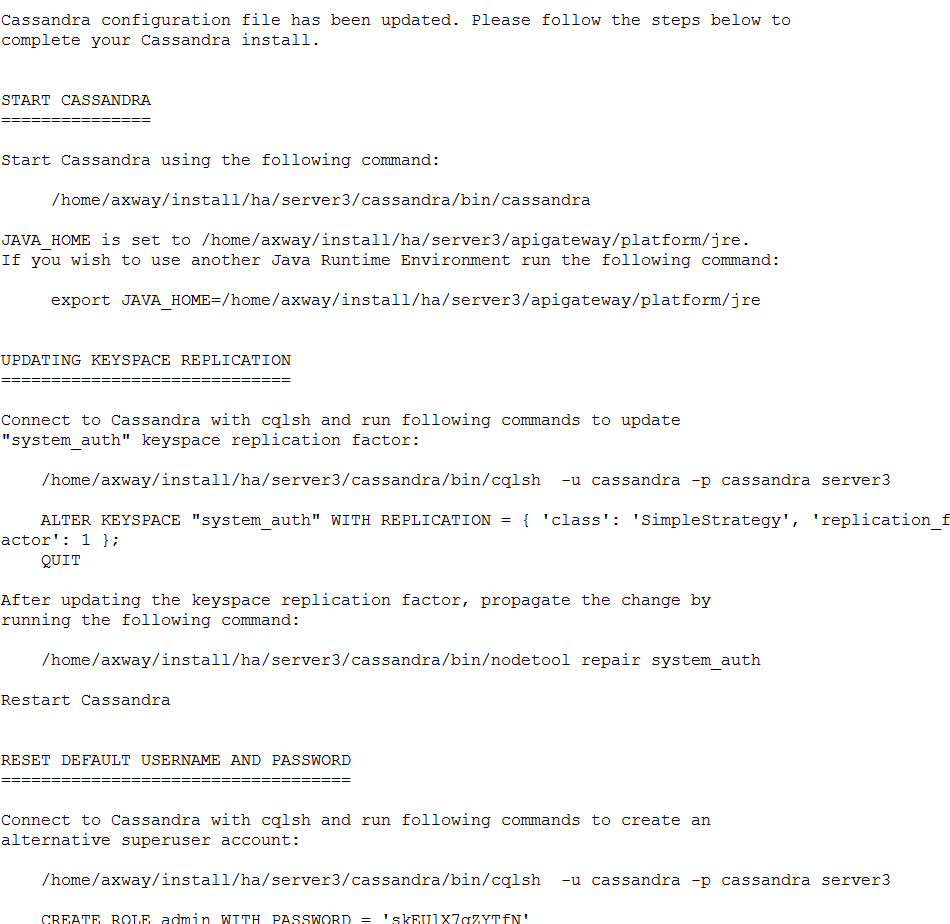 Cassandra configuration file has been updated. Please follow the steps below to
complete your Cassandra install.
START CASSANDRA
===============
Start Cassandra using the following command:
/home/axway/install/ha/server3/cassandra/bin/cassandra
JAVA_HOME is set to /home/axway/install/ha/server3/apigateway/platform/jre.
If you wish to use another Java Runtime Environment run the following command:
export JAVA_HOME=/home/axway/install/ha/server3/apigateway/platform/jre
UPDATING KEYSPACE REPLICATION
=============================
Connect to Cassandra with cqlsh and run following commands to update
"system_auth" keyspace replication factor:
/home/axway/install/ha/server3/cassandra/bin/cqlsh  -u cassandra -p cassandra server3
ALTER KEYSPACE "system_auth" WITH REPLICATION = { 'class': 'SimpleStrategy', 'replication_f
actor': 1 };
QUIT
After updating the keyspace replication factor, propagate the change by
running the following command:
/home/axway/install/ha/server3/cassandra/bin/nodetool repair system_auth
Restart Cassandra
RESET DEFAULT USERNAME AND PASSWORD
===================================
Connect to Cassandra with cqlsh and run following commands to create an
alternative superuser account:
/home/axway/install/ha/server3/cassandra/bin/cqlsh  -u cassandra -p cassandra server3
CREATE ROLE admin WITH PASSWORD =